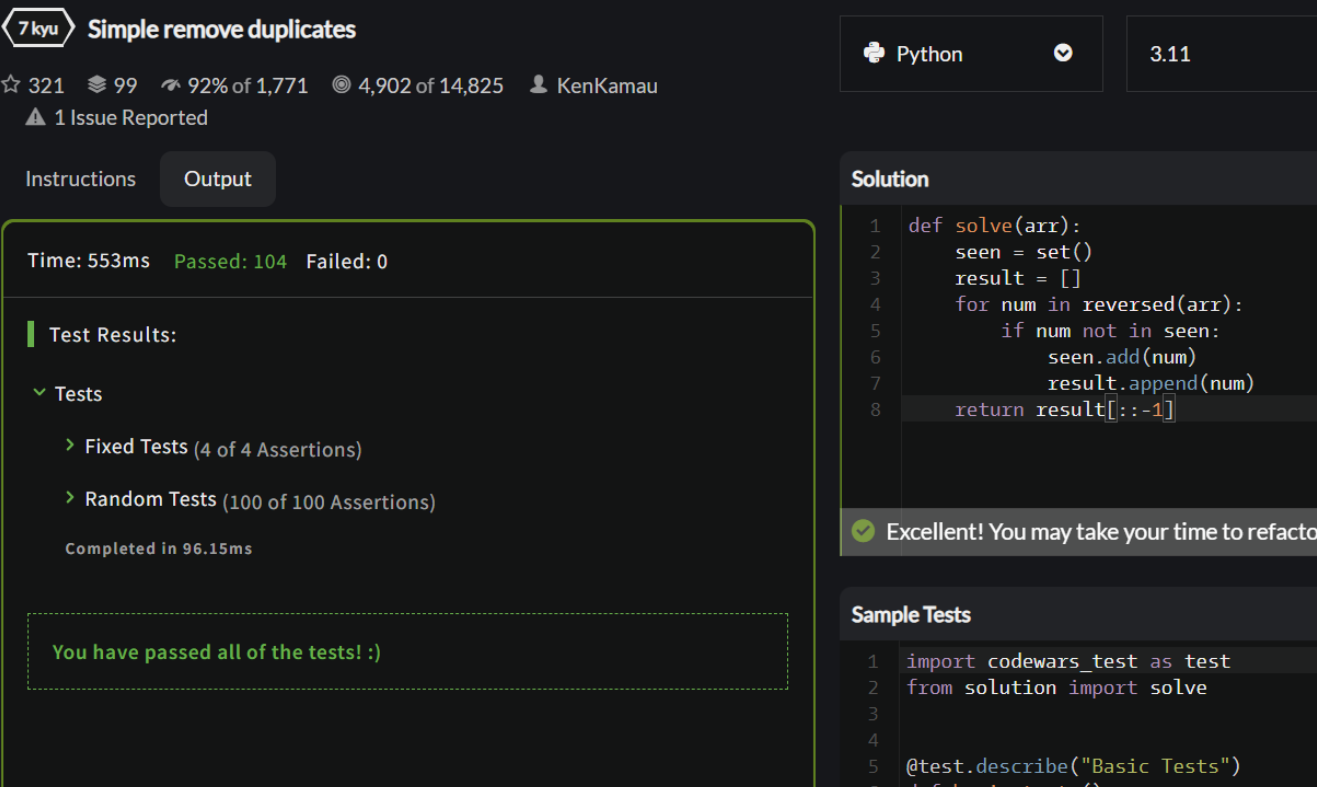 7 kyu Simple remove duplicates
321 99 92% of 1,771 4,902 of 14,825 KenKamau
1 Issue Reported
Instructions Output
Time: 553ms Passed: 104 Failed: 0
Test Results:
Tests
Fixed Tests (4 of 4 Assertions)
Random Tests (100 of 100 Assertions)
Completed in 96.15ms
You have passed all of the tests! :)
Python 3.11
Solution
1 def solve(arr):
2     seen = set()
3     result = []
4     for num in reversed(arr):
5         if num not in seen:
6             seen.add(num)
7             result.append(num)
8     return result[::-1]
Excellent! You may take your time to refacto
Sample Tests
1 import codewars_test as test
2 from solution import solve
3
4
5 @test.describe("Basic Tests")